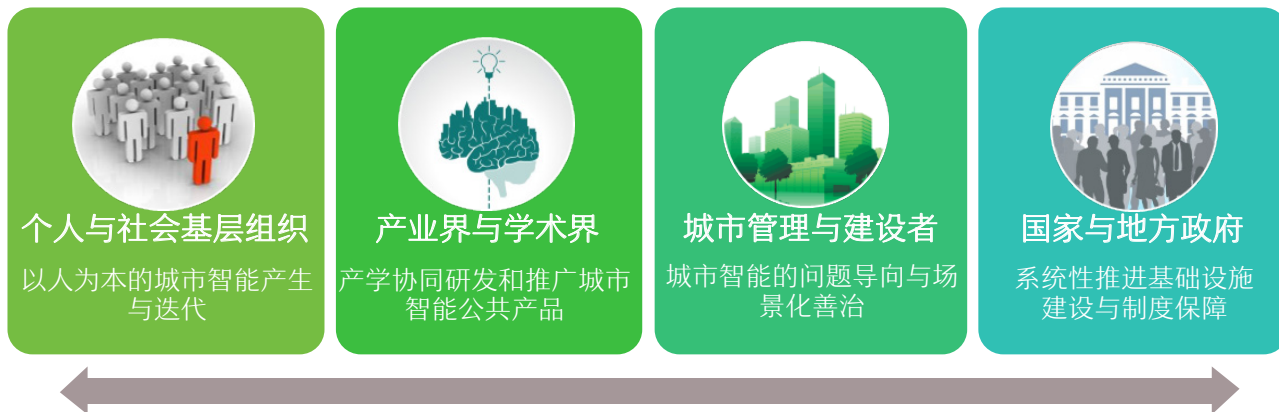 个人与社会基层组织
以人为本的城市智能产生
与迭代
产业界与学术界
产学协同研发和推广城市
智能公共产品
城市管理与建设者
城市智能的问题导向与场
景化善治
国家与地方政府
系统性推进基础设施
建设与制度保障